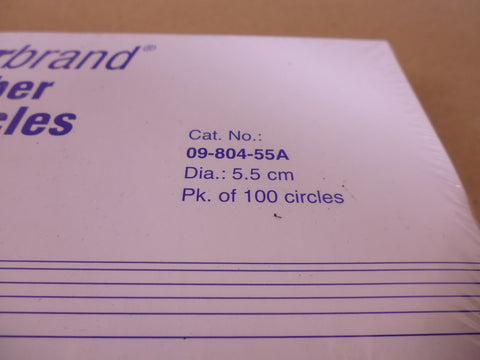 rbrand®
her
cles
Cat. No.:
09-804-55A
Dia.: 5.5 cm
Pk. of 100 circles